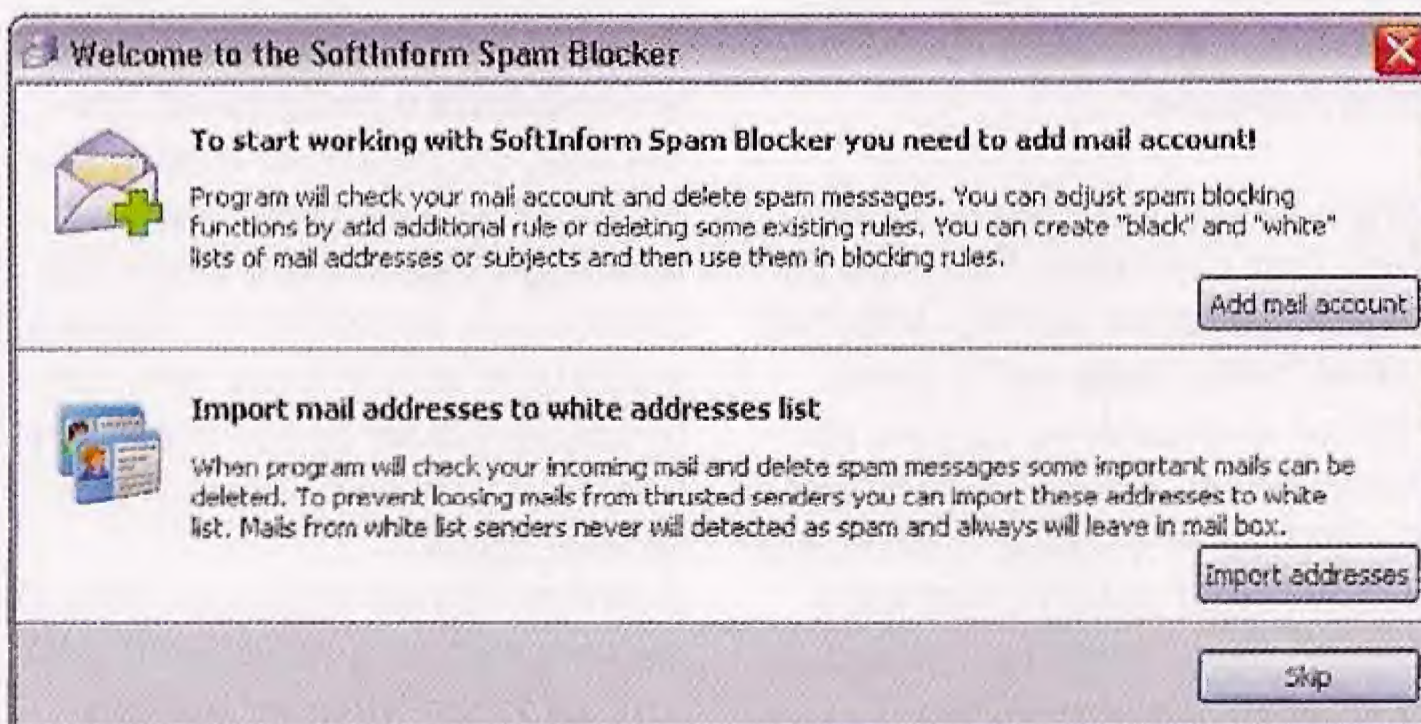 Welcome to the SoftInform Spam Blocker
To start working with SoftInform Spam Blocker you need to add mail account!
Program will check your mail account and delete spam messages. You can adjust spam blocking
functions by add additional rule or deleting some existing rules. You can create "black" and "white"
lists of mail addresses or subjects and then use them in blocking rules.
Add mail account
Import mail addresses to white addresses list
When program will check your incoming mail and delete spam messages some important mails can be
deleted. To prevent loosing mails from thrusted senders you can import these addresses to white
list. Mails from white list senders never will detected as spam and always will leave in mail box.
Import addresses
Skip